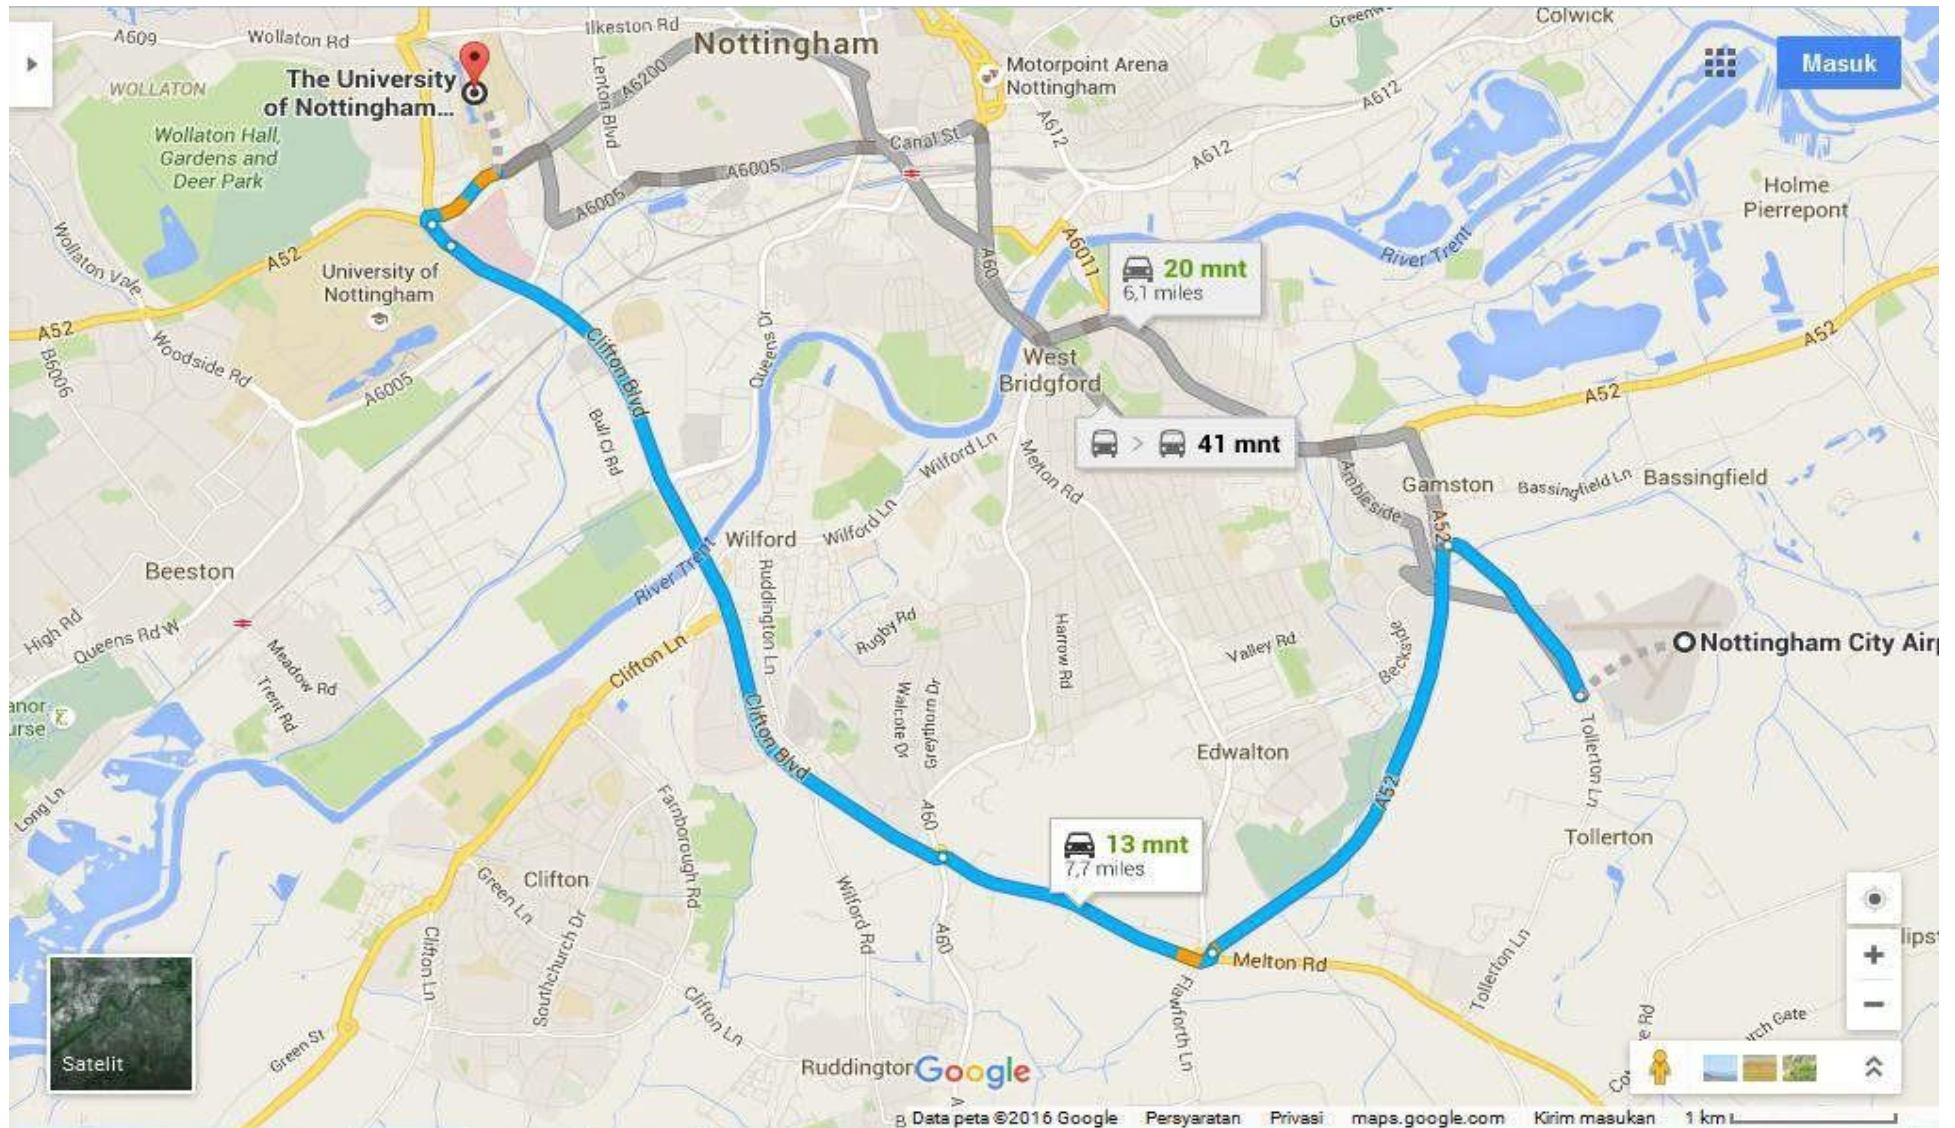 A609
Wollaton Rd
Ilkeston Rd
Nottingham
Colwick
WOLLATON
The University
of Nottingham...
Lenton Blvd
A6200
Motorpoint Arena
Nottingham
Masuk
A612
A612
A612
Wollaton Hall,
Gardens and
Deer Park
Canal St
A6005
A6005
Holme
Pierrepont
Wollaton Vale
A52
University of
Nottingham
A60
A6011
River Trent
20 mnt
6,1 miles
A52
B6006
Woodside Rd
A6005
Clifton Blvd
Queens Dr
West
Bridgford
A52
A52
Bull Cl Rd
41 mnt
Wilford Ln
Melton Rd
Ambleside
Gamston
Bassingfield Ln
Bassingfield
A52
Wilford
Wilford Ln
Beeston
River Trent
Ruddington Ln
High Rd
Queens Rd W
Meadow Rd
Trent Rd
Clifton Ln
Rugby Rd
Harrow Rd
Valley Rd
Beckside
Nottingham City Airp
Walcote Dr
Greythorn Dr
Clifton Blvd
Tollerton Ln
Edwalton
Long Ln
Farnborough Rd
A60
A52
Tollerton
13 mnt
7,7 miles
Clifton
Green Ln
Wilford Rd
A60
Clifton Ln
Southchurch Dr
Melton Rd
Flawforth Ln
Tollerton Ln
Clifton Ln
Green St
Satelit
Ruddington
Google
Data peta ©2016 Google
Persyaratan
Privasi
maps.google.com
Kirim masukan
1 km